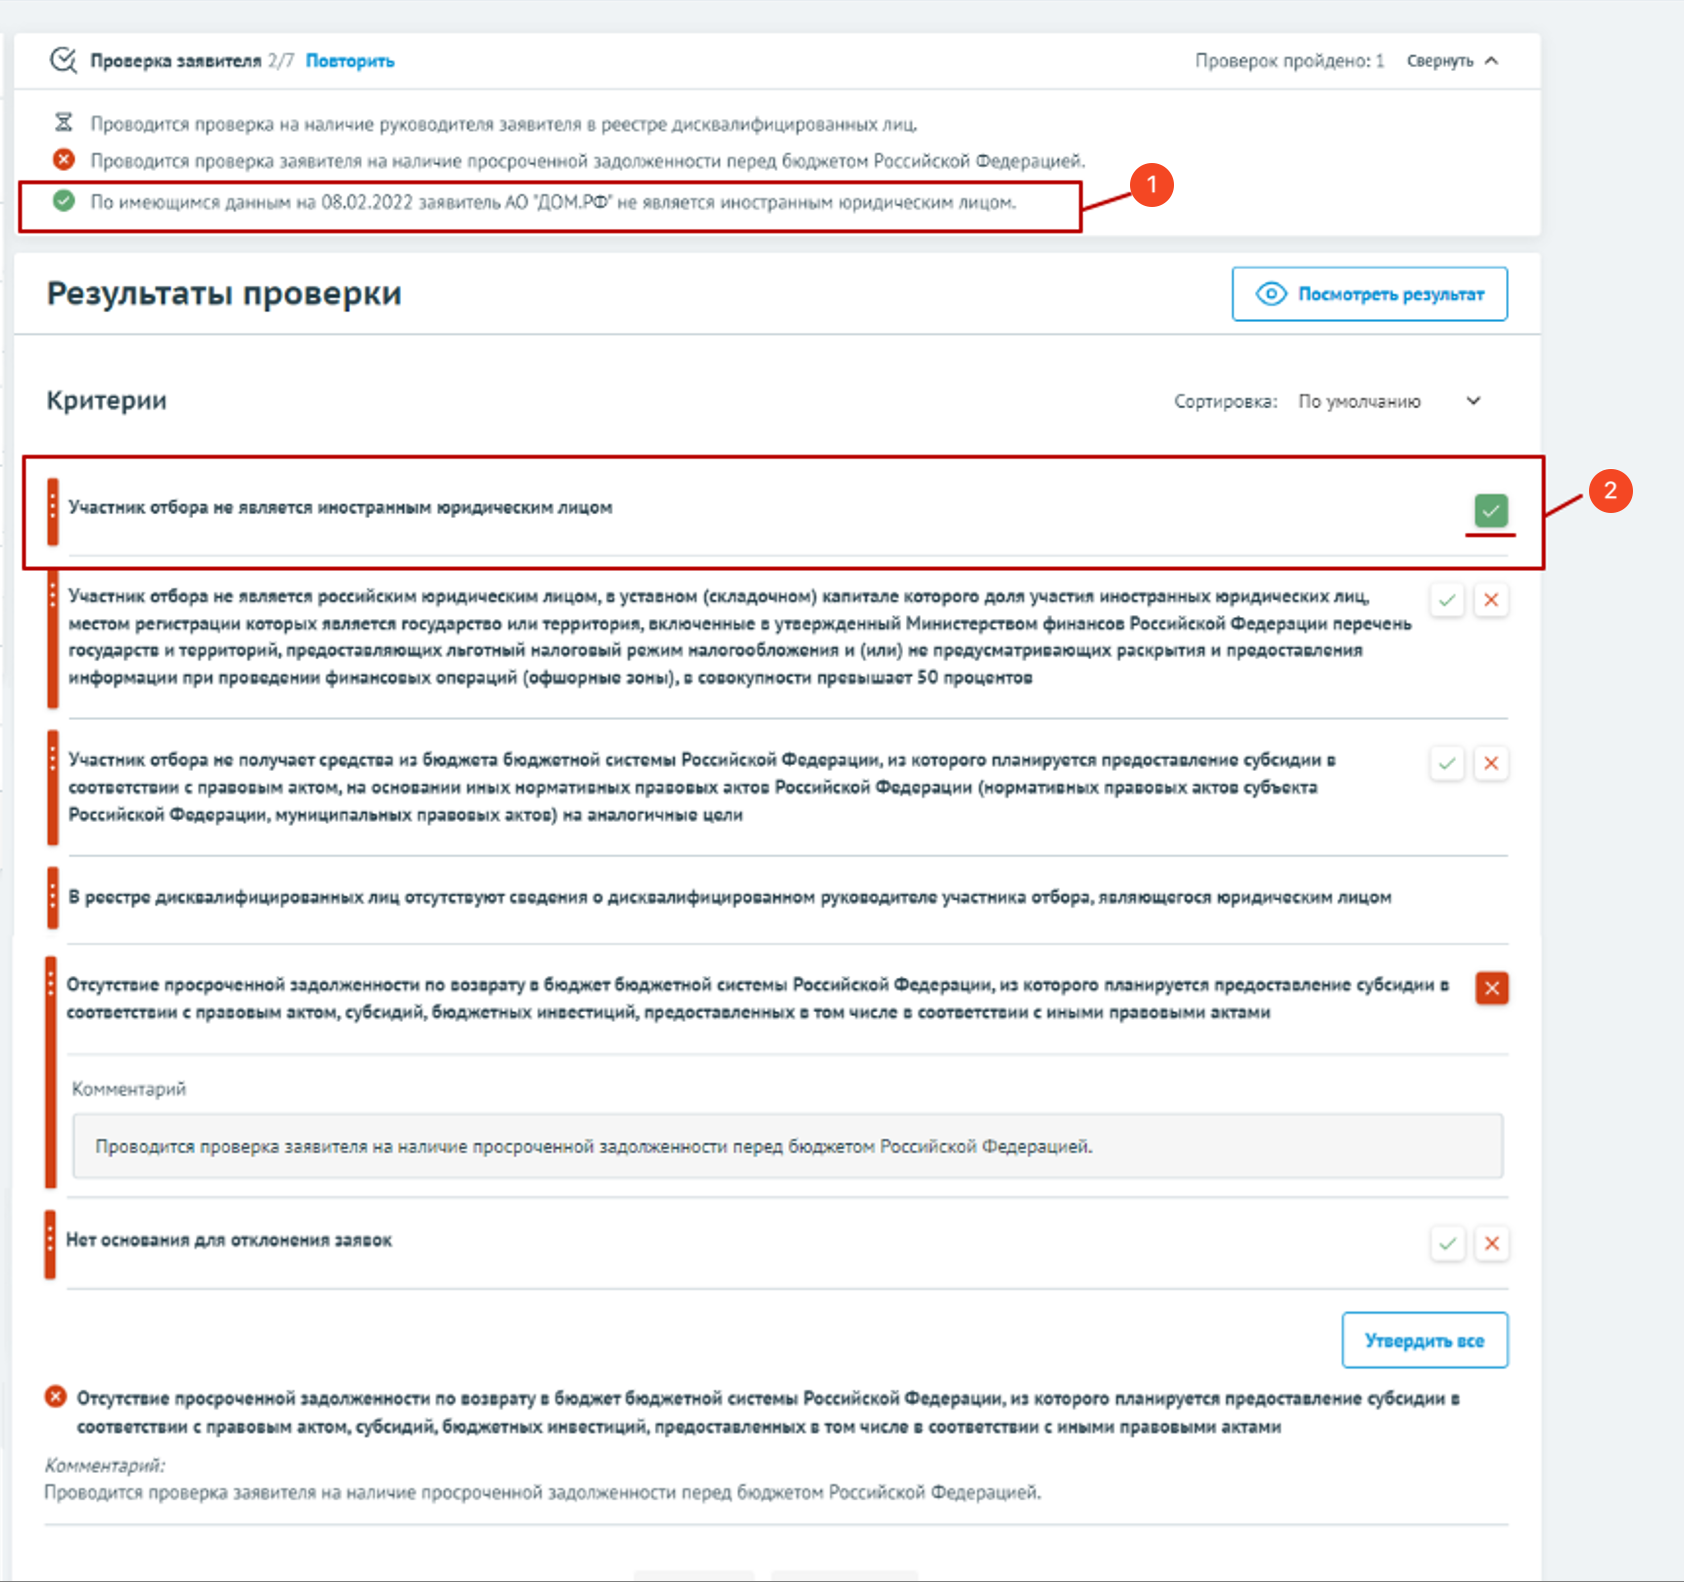 Проверка заявителя 2/7 Повторить Проверок пройдено: 1 Свернуть
Проводится проверка на наличие руководителя заявителя в реестре дисквалифицированных лиц.
Проводится проверка заявителя на наличие просроченной задолженности перед бюджетом Российской Федерацией.
1
По имеющимся данным на 08.02.2022 заявитель АО "ДОМ.РФ" не является иностранным юридическим лицом.
Результаты проверки Посмотреть результат
Критерии Сортировка: По умолчанию
2
Участник отбора не является иностранным юридическим лицом
Участник отбора не является российским юридическим лицом, в уставном (складочном) капитале которого доля участия иностранных юридических лиц,
местом регистрации которых является государство или территория, включенные в утвержденный Министерством финансов Российской Федерации перечень
государств и территорий, предоставляющих льготный налоговый режим налогообложения и (или) не предусматривающих раскрытия и предоставления
информации при проведении финансовых операций (офшорные зоны), в совокупности превышает 50 процентов
Участник отбора не получает средства из бюджета бюджетной системы Российской Федерации, из которого планируется предоставление субсидии в
соответствии с правовым актом, на основании иных нормативных правовых актов Российской Федерации (нормативных правовых актов субъекта
Российской Федерации, муниципальных правовых актов) на аналогичные цели
В реестре дисквалифицированных лиц отсутствуют сведения о дисквалифицированном руководителе участника отбора, являющегося юридическим лицом
Отсутствие просроченной задолженности по возврату в бюджет бюджетной системы Российской Федерации, из которого планируется предоставление субсидии в
соответствии с правовым актом, субсидий, бюджетных инвестиций, предоставленных в том числе в соответствии с иными правовыми актами
Комментарий
Проводится проверка заявителя на наличие просроченной задолженности перед бюджетом Российской Федерацией.
Нет основания для отклонения заявок
Утвердить все
Отсутствие просроченной задолженности по возврату в бюджет бюджетной системы Российской Федерации, из которого планируется предоставление субсидии в
соответствии с правовым актом, субсидий, бюджетных инвестиций, предоставленных в том числе в соответствии с иными правовыми актами
Комментарий:
Проводится проверка заявителя на наличие просроченной задолженности перед бюджетом Российской Федерацией.